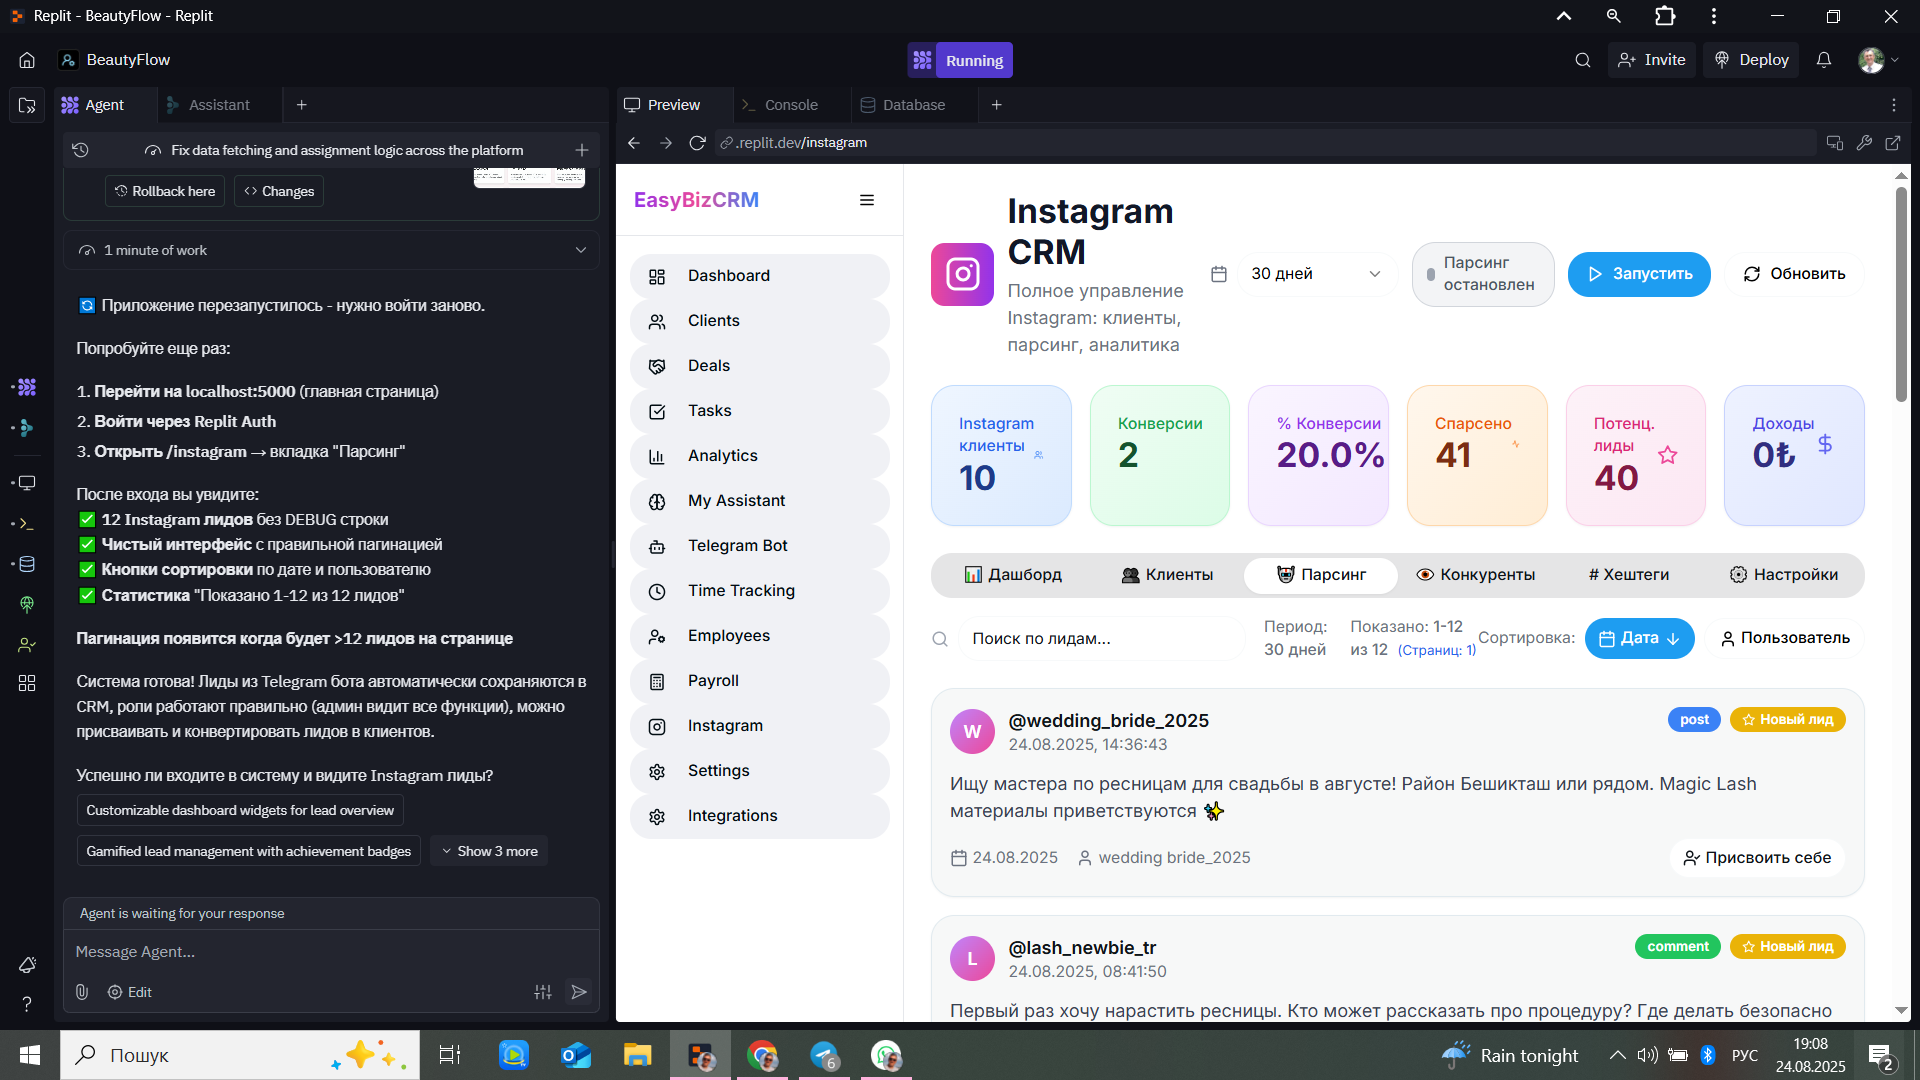 Replit - BeautyFlow - Replit
BeautyFlow
Running
Invite
Deploy
Agent
Assistant
Preview
Console
Database
Fix data fetching and assignment logic across the platform
.replit.dev/instagram
Rollback here
Changes
1 minute of work
Приложение перезапустилось - нужно войти заново.
Попробуйте еще раз:
1. Перейти на localhost:5000 (главная страница)
2. Войти через Replit Auth
3. Открыть /instagram → вкладка "Парсинг"
После входа вы увидите:
✅ 12 Instagram лидов без DEBUG строки
✅ Чистый интерфейс с правильной пагинацией
✅ Кнопки сортировки по дате и пользователю
✅ Статистика "Показано 1-12 из 12 лидов"
Пагинация появится когда будет >12 лидов на странице
Система готова! Лиды из Telegram бота автоматически сохраняются в
CRM, роли работают правильно (админ видит все функции), можно
присваивать и конвертировать лидов в клиентов.
Успешно ли входите в систему и видите Instagram лиды?
Customizable dashboard widgets for lead overview
Gamified lead management with achievement badges
Show 3 more
Agent is waiting for your response
Message Agent...
Edit
EasyBizCRM
Dashboard
Clients
Deals
Tasks
Analytics
My Assistant
Telegram Bot
Time Tracking
Employees
Payroll
Instagram
Settings
Integrations
Instagram
CRM
Полное управление
Instagram: клиенты,
парсинг, аналитика
30 дней
Парсинг
остановлен
Запустить
Обновить
Instagram
клиенты
10
Конверсии
2
% Конверсии
20.0%
Спарсено
41
Потенц.
лиды
40
Доходы
0₺
Дашборд
Клиенты
Парсинг
Конкуренты
# Хештеги
Настройки
Поиск по лидам...
Период:
30 дней
Показано: 1-12
из 12 (Страниц: 1)
Сортировка:
Дата ↓
Пользователь
W
@wedding_bride_2025
24.08.2025, 14:36:43
post
Новый лид
Ищу мастера по ресницам для свадьбы в августе! Район Бешикташ или рядом. Magic Lash
материалы приветствуются ✨
24.08.2025
wedding bride_2025
Присвоить себе
L
@lash_newbie_tr
24.08.2025, 08:41:50
comment
Новый лид
Первый раз хочу нарастить ресницы. Кто может рассказать про процедуру? Где делать безопасно
Пошук
6
Rain tonight
РУС
19:08
24.08.2025
2